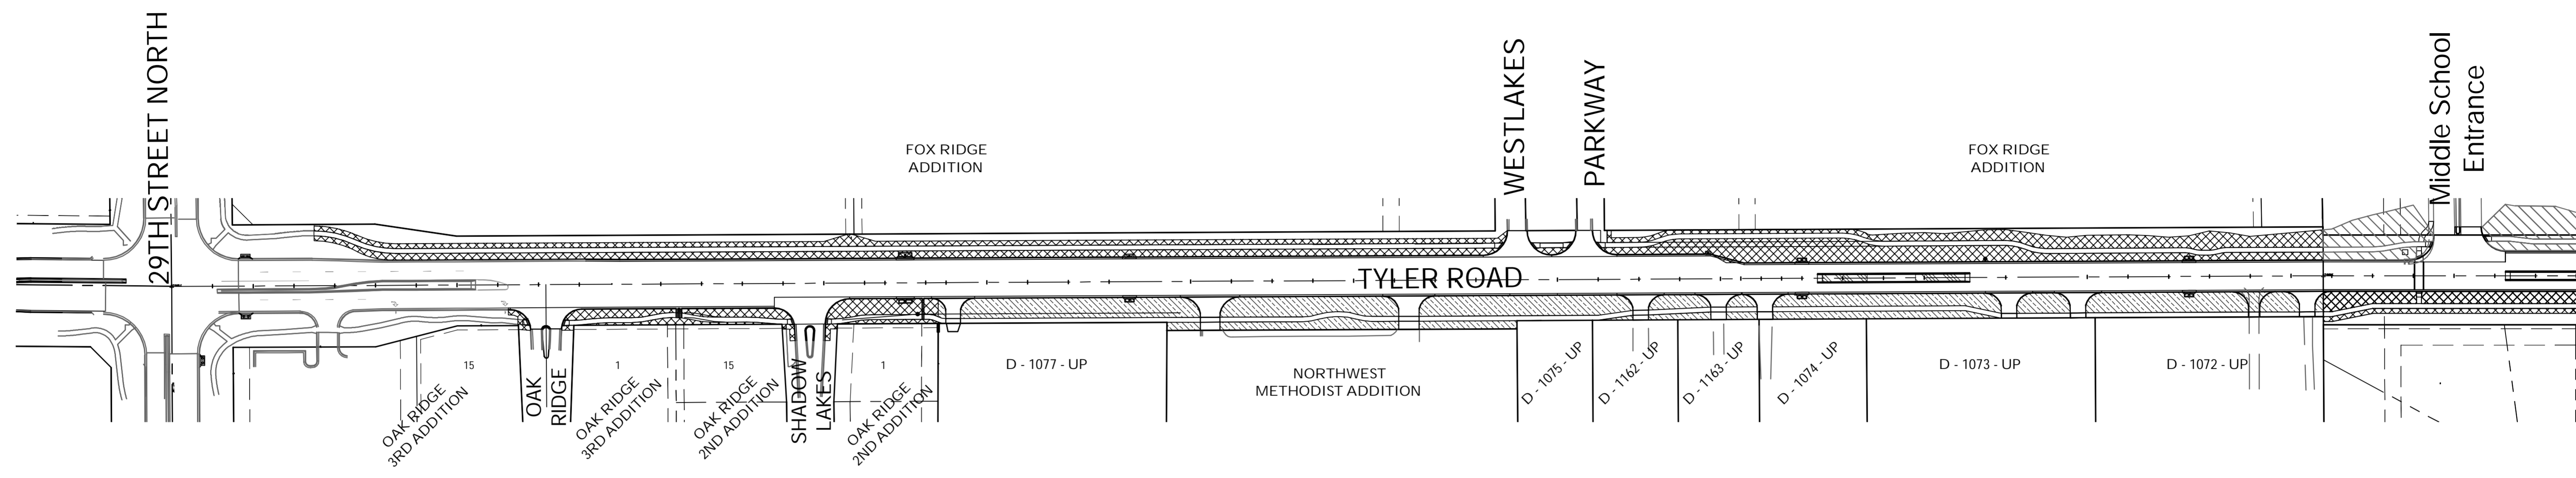 29TH STREET NORTH
FOX RIDGE
ADDITION
WESTLAKES
PARKWAY
FOX RIDGE
ADDITION
Middle School
Entrance
TYLER ROAD
15
OAK RIDGE
3RD ADDITION
OAK
RIDGE
1
OAK RIDGE
3RD ADDITION
15
OAK RIDGE
2ND ADDITION
SHADOW
LAKES
1
OAK RIDGE
2ND ADDITION
D - 1077 - UP
NORTHWEST
METHODIST ADDITION
D - 1075 - UP
D - 1162 - UP
D - 1163 - UP
D - 1074 - UP
D - 1073 - UP
D - 1072 - UP